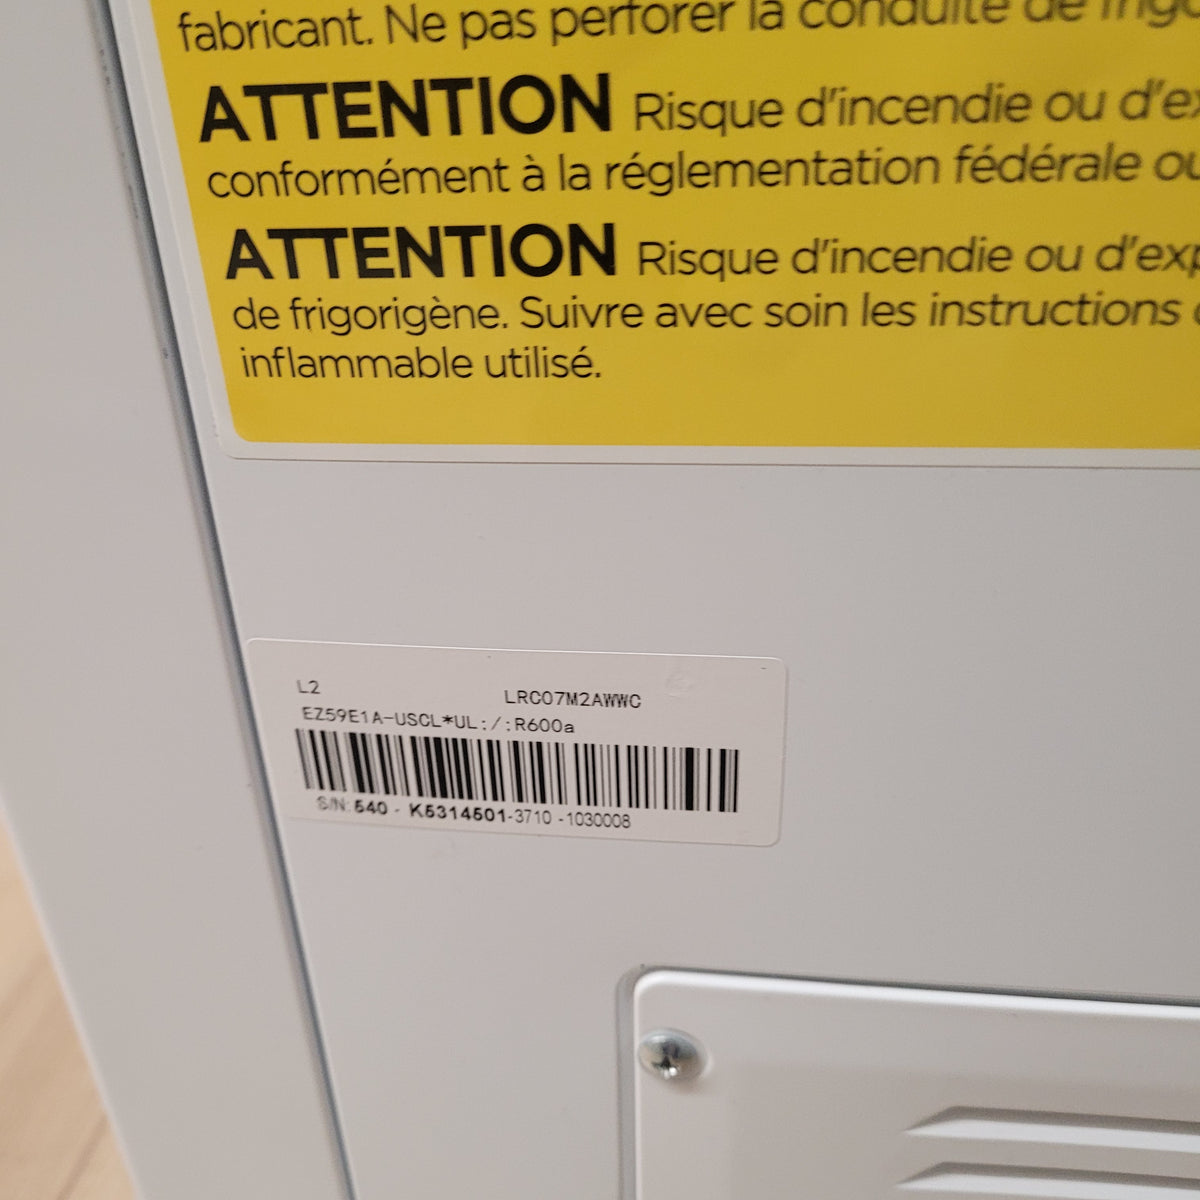 fabricant. Ne pas perforer la conduite de
ATTENTION Risque d'incendie ou
conformément à la réglementation fédérale
ATTENTION Risque d'incendie ou
de frigorigène. Suivre avec soin les instructions
inflammable utilisé.
L2
LRC07M2AWWC
EZ59E1A-USCL*UL:/:R600a
S/N: 540 - K5314501-3710 -1030008